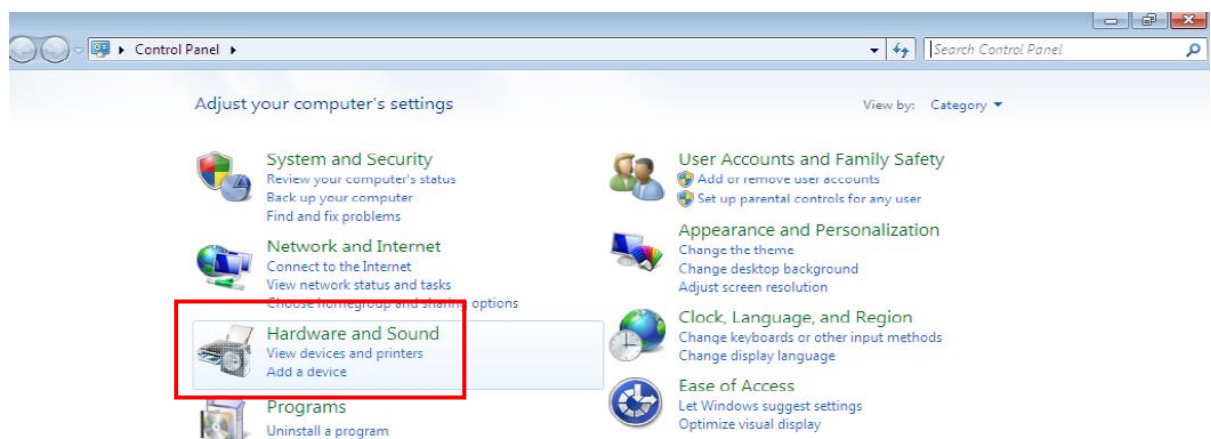 Control Panel
Search Control Panel
Adjust your computer's settings
View by: Category
System and Security
Review your computer's status
Back up your computer
Find and fix problems
Network and Internet
Connect to the Internet
View network status and tasks
Choose homegroup and sharing options
Hardware and Sound
View devices and printers
Add a device
Programs
Uninstall a program
User Accounts and Family Safety
Add or remove user accounts
Set up parental controls for any user
Appearance and Personalization
Change the theme
Change desktop background
Adjust screen resolution
Clock, Language, and Region
Change keyboards or other input methods
Change display language
Ease of Access
Let Windows suggest settings
Optimize visual display